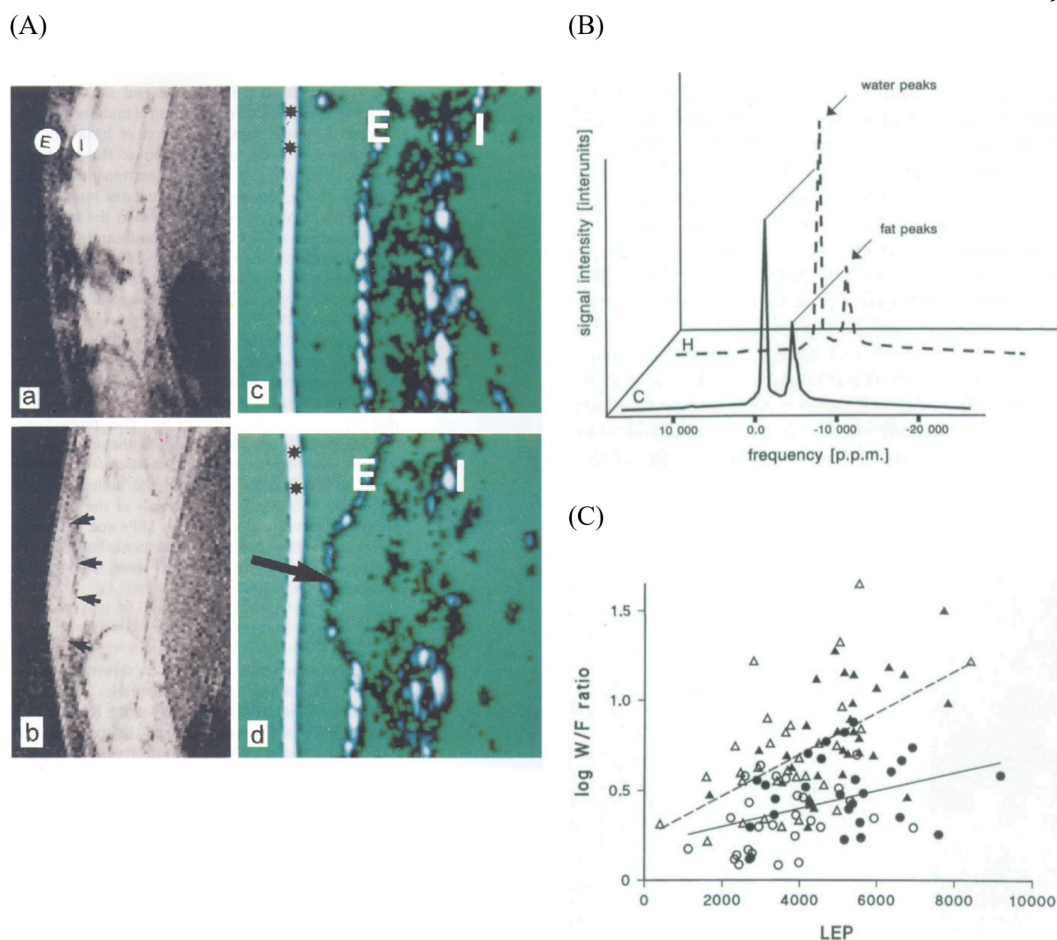 (A)
(B)
E
I
a
b
E
I
c
E
I
d
water peaks
fat peaks
signal intensity [interunits]
H
C
10 000
0.0
-10 000
-20 000
frequency [p.p.m.]
(C)
log W/F ratio
1.5
1.0
0.5
0
0
2000
4000
6000
8000
10000
LEP